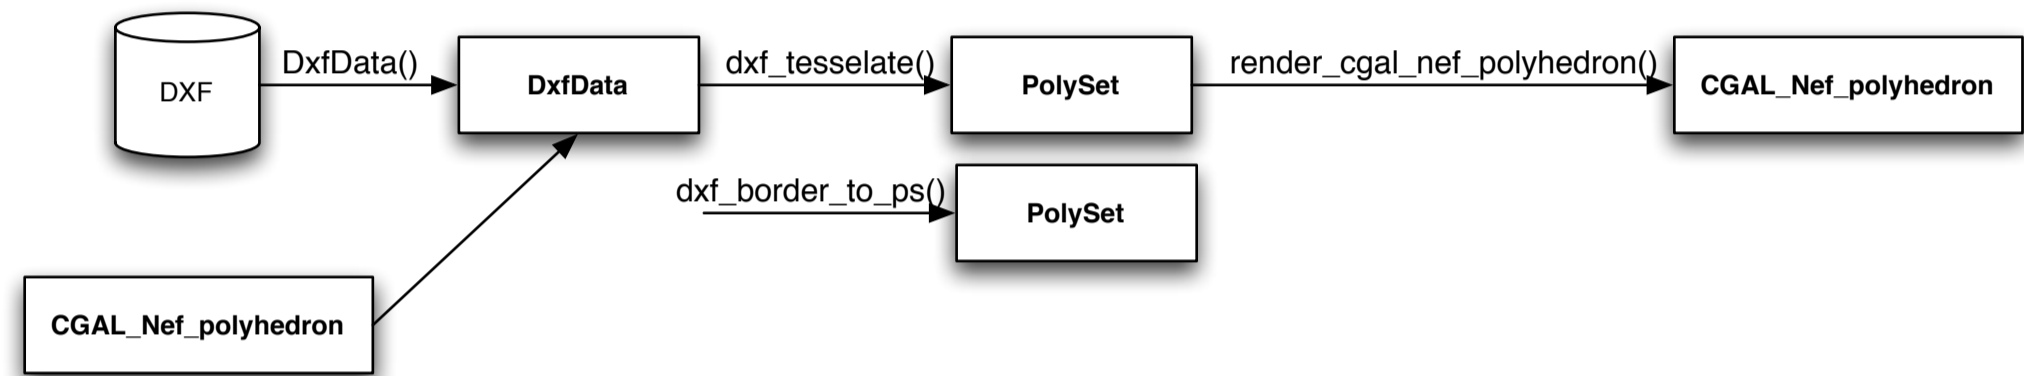 DXF
DxfData()
DxfData
dxf_tesselate()
PolySet
render_cgal_nef_polyhedron()
CGAL_Nef_polyhedron
dxf_border_to_ps()
PolySet
CGAL_Nef_polyhedron